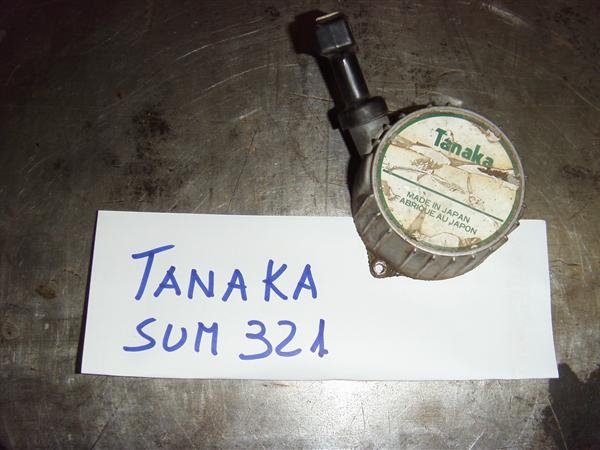 Tanaka
MADE IN JAPAN
FABRIQUE AU JAPON
TANAKA
SUM 321